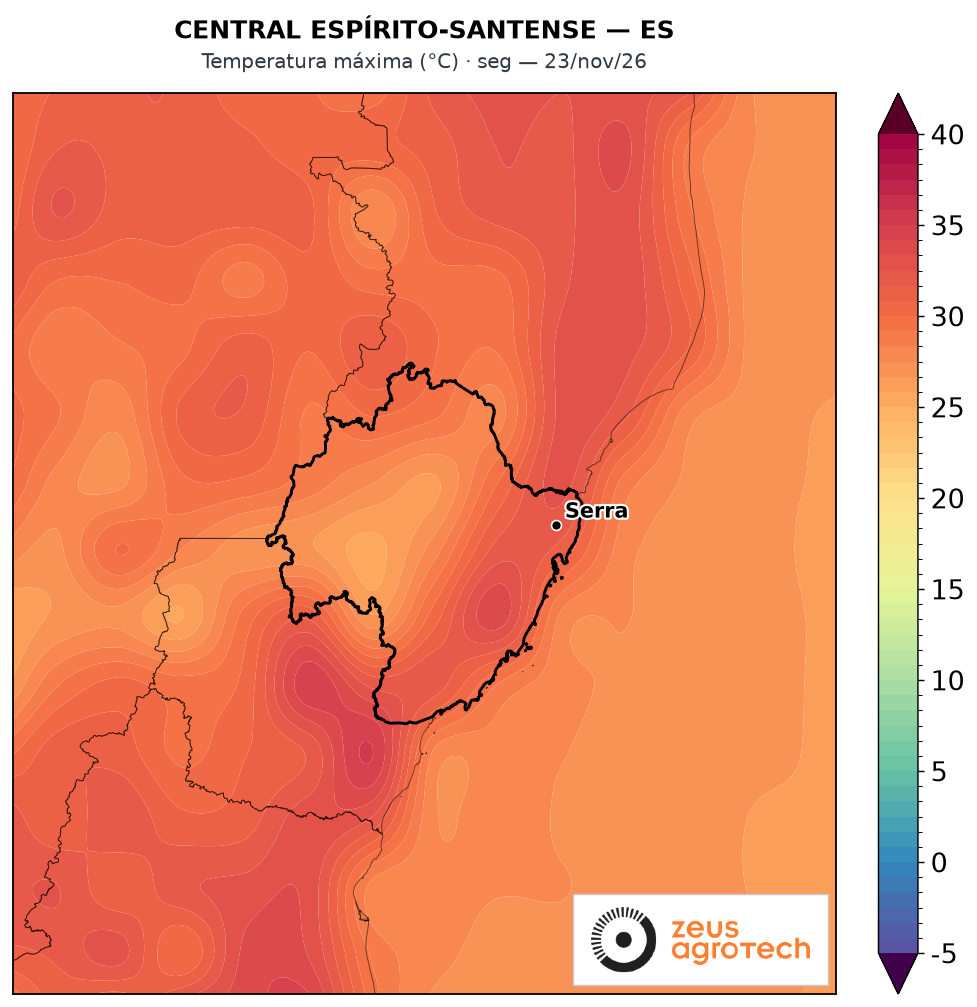 CENTRAL ESPÍRITO-SANTENSE — ES
Temperatura máxima (°C) · seg — 23/nov/26
40
35
30
25
20
15
10
5
0
-5
Serra
zeus
agrotech